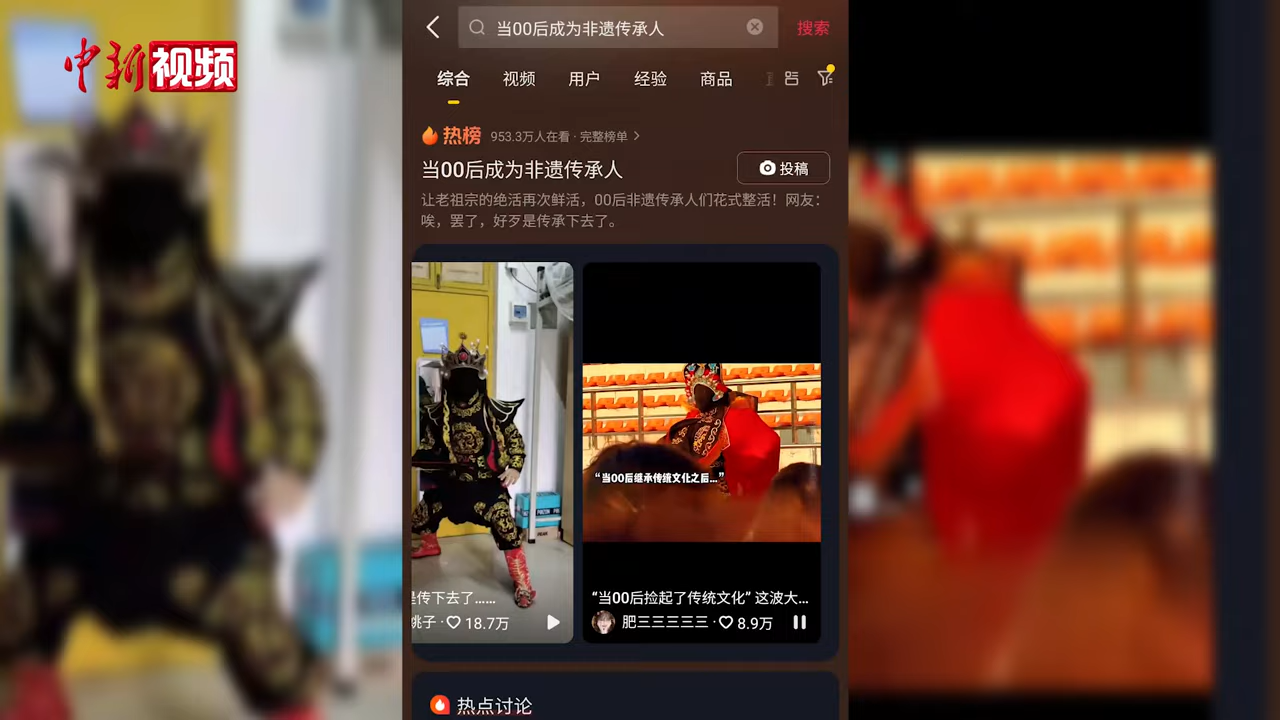 中新视频
当00后成为非遗传承人
搜索
综合 视频 用户 经验 商品
热榜 953.3万人在看 · 完整榜单
当00后成为非遗传承人
投稿
让老祖宗的绝活再次鲜活，00后非遗传承人们花式整活！网友：
唉，罢了，好歹是传承下去了。
“当00后继承传统文化之后...”
是传下去了……
姚子 · 18.7万
“当00后捡起了传统文化” 这波大...
肥三三三三三 · 8.9万
热点讨论